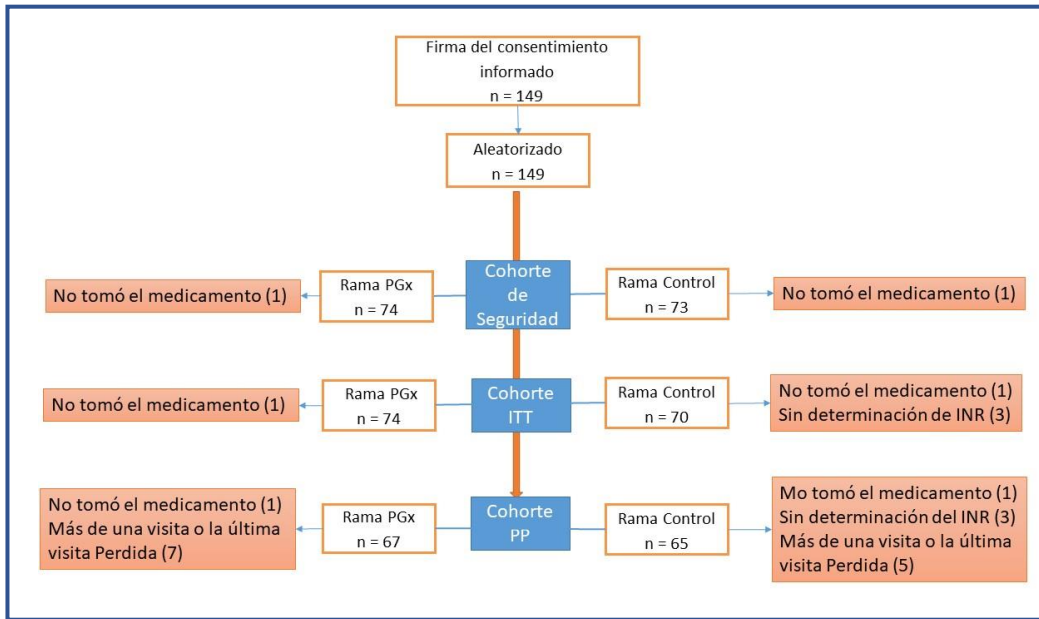 Firma del consentimiento
informado
n = 149
Aleatorizado
n = 149
No tomó el medicamento (1)
Rama PGx
n = 74
Cohorte
de
Seguridad
Rama Control
n = 73
No tomó el medicamento (1)
No tomó el medicamento (1)
Rama PGx
n = 74
Cohorte
ITT
Rama Control
n = 70
No tomó el medicamento (1)
Sin determinación de INR (3)
No tomó el medicamento (1)
Más de una visita o la última
visita Perdida (7)
Rama PGx
n = 67
Cohorte
PP
Rama Control
n = 65
Mo tomó el medicamento (1)
Sin determinación del INR (3)
Más de una visita o la última
visita Perdida (5)